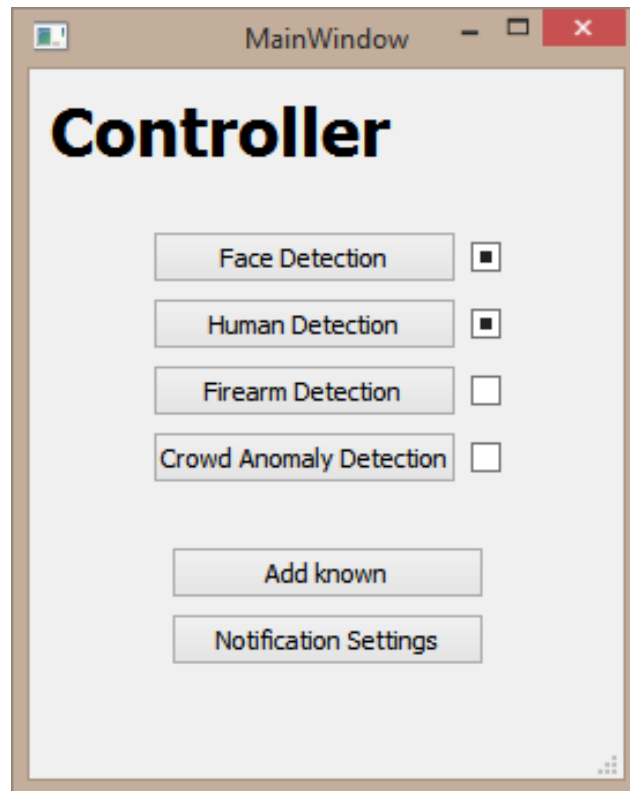 MainWindow
Controller
Face Detection
Human Detection
Firearm Detection
Crowd Anomaly Detection
Add known
Notification Settings